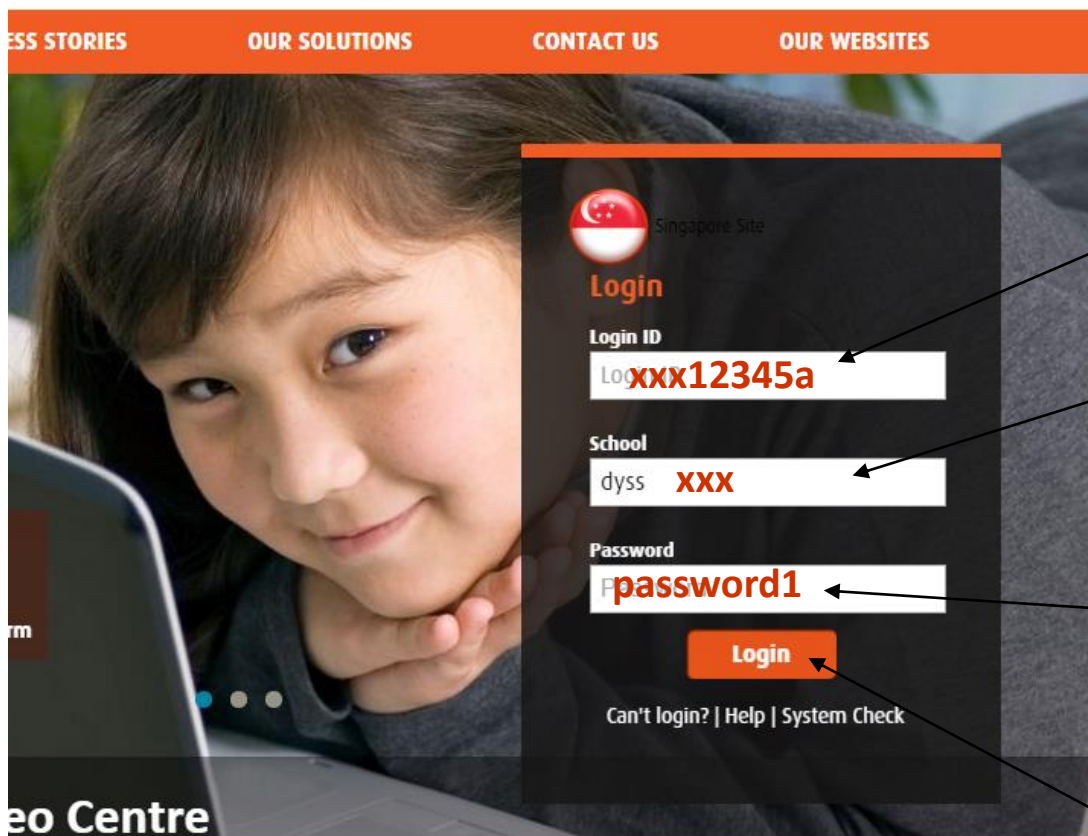 ESS STORIES OUR SOLUTIONS CONTACT US OUR WEBSITES
Singapore Site
Login
Login ID
xxx12345a
School
dyss xxx
Password
password1
rm
Login
Can't login? | Help | System Check
eo Centre